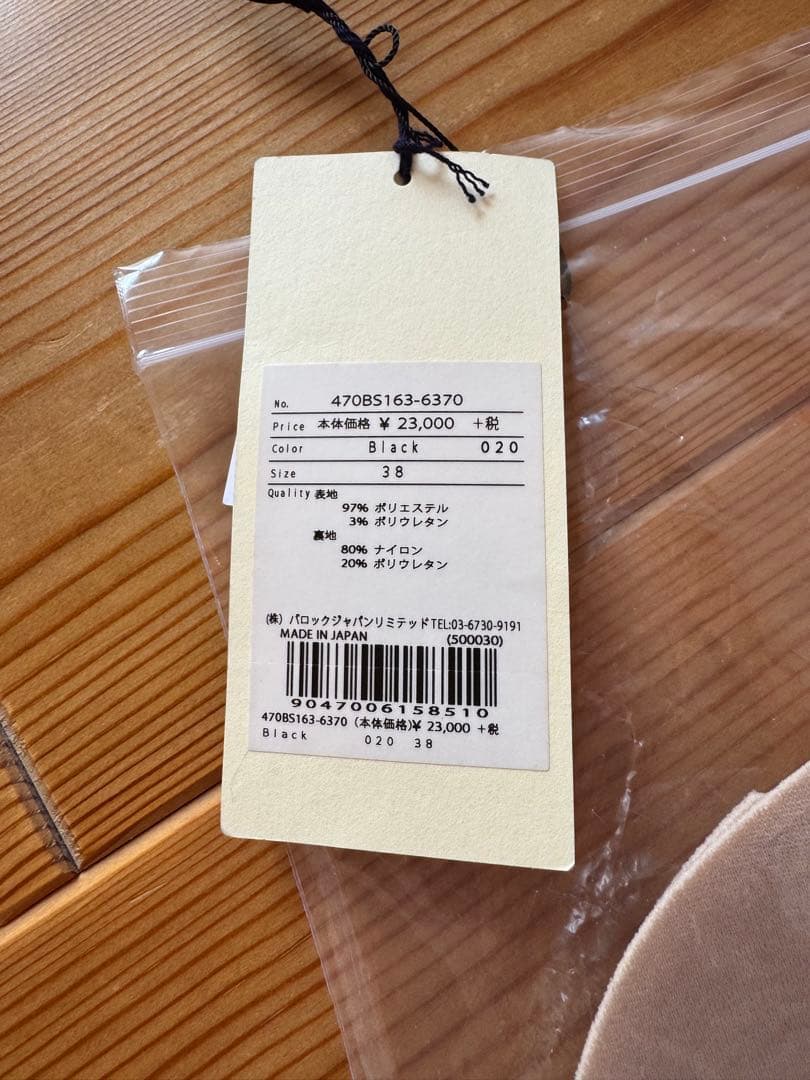 No. 470BS163-6370
Price 本体価格 ¥ 23,000 +税
Color Black 020
Size 38
Quality 表地
97% ポリエステル
3% ポリウレタン
裏地
80% ナイロン
20% ポリウレタン
(株) バロックジャパンリミテッドTEL:03-6730-9191
MADE IN JAPAN (500030)
9047006158510
470BS163-6370 (本体価格)¥ 23,000 +税
Black 020 38